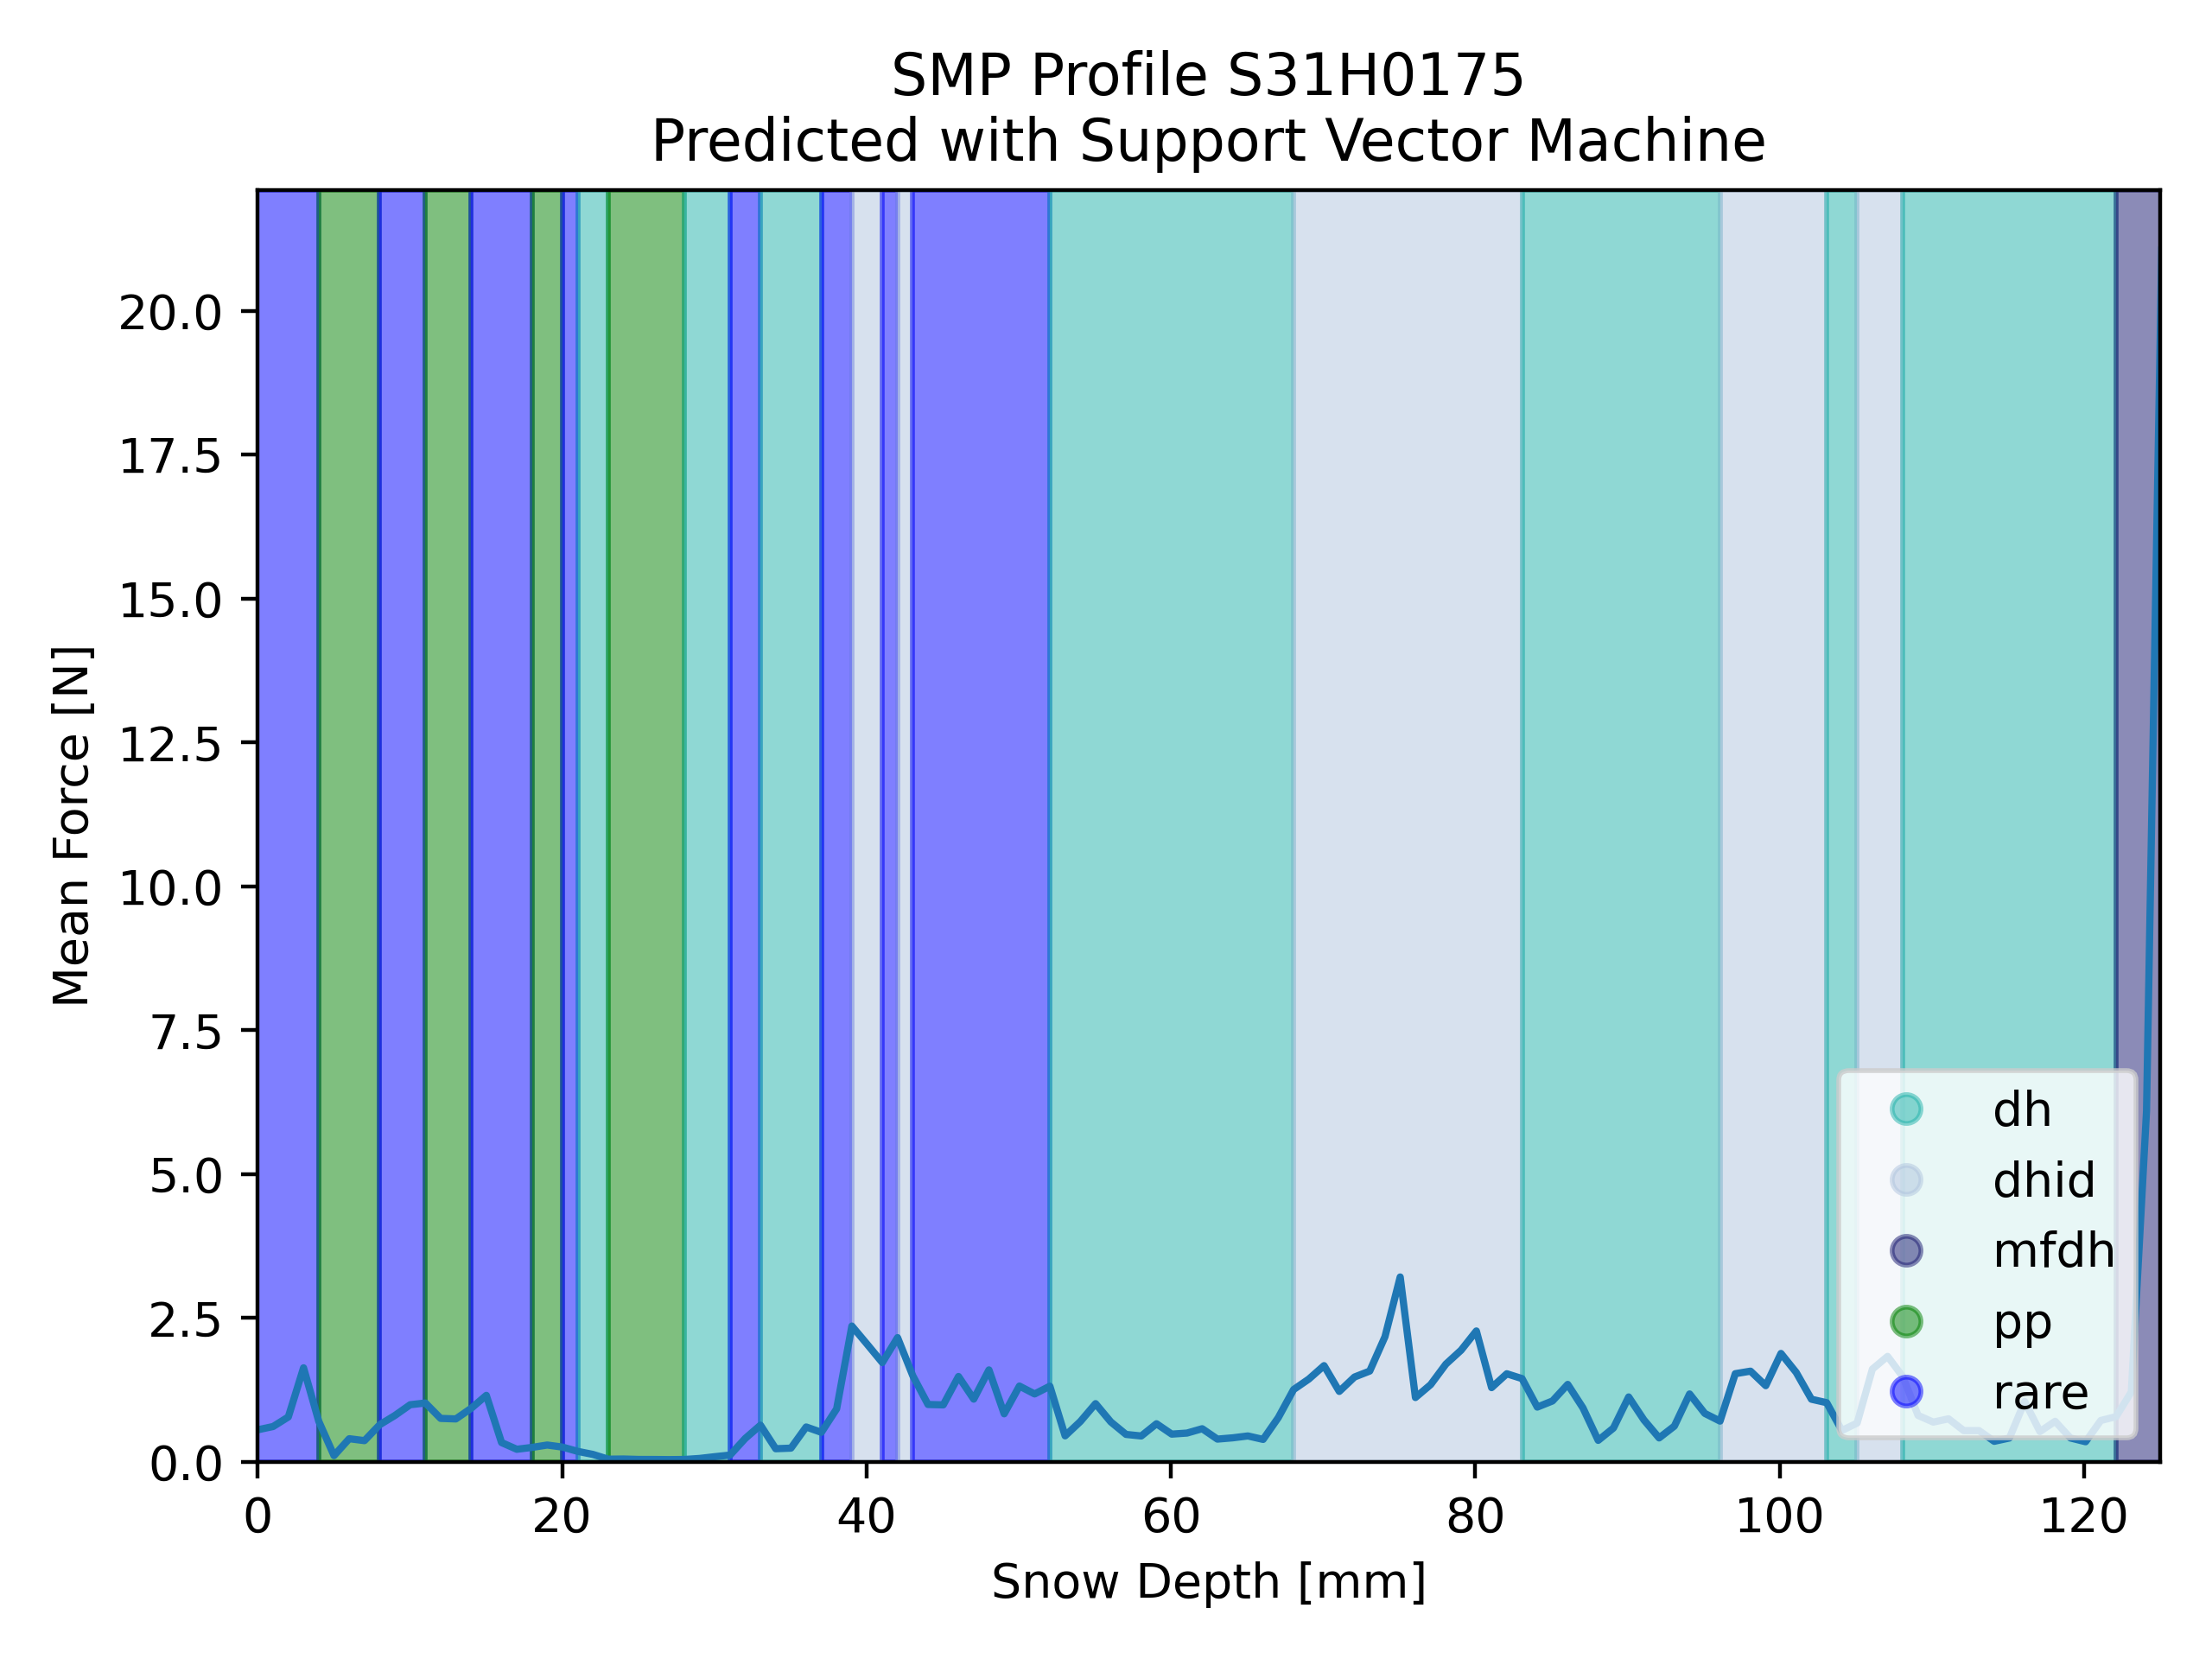 SMP Profile S31H0175
Predicted with Support Vector Machine
Mean Force [N]
20.0
17.5
15.0
12.5
10.0
7.5
5.0
2.5
0.0
dh
dhid
mfdh
pp
rare
0 20 40 60 80 100 120
Snow Depth [mm]